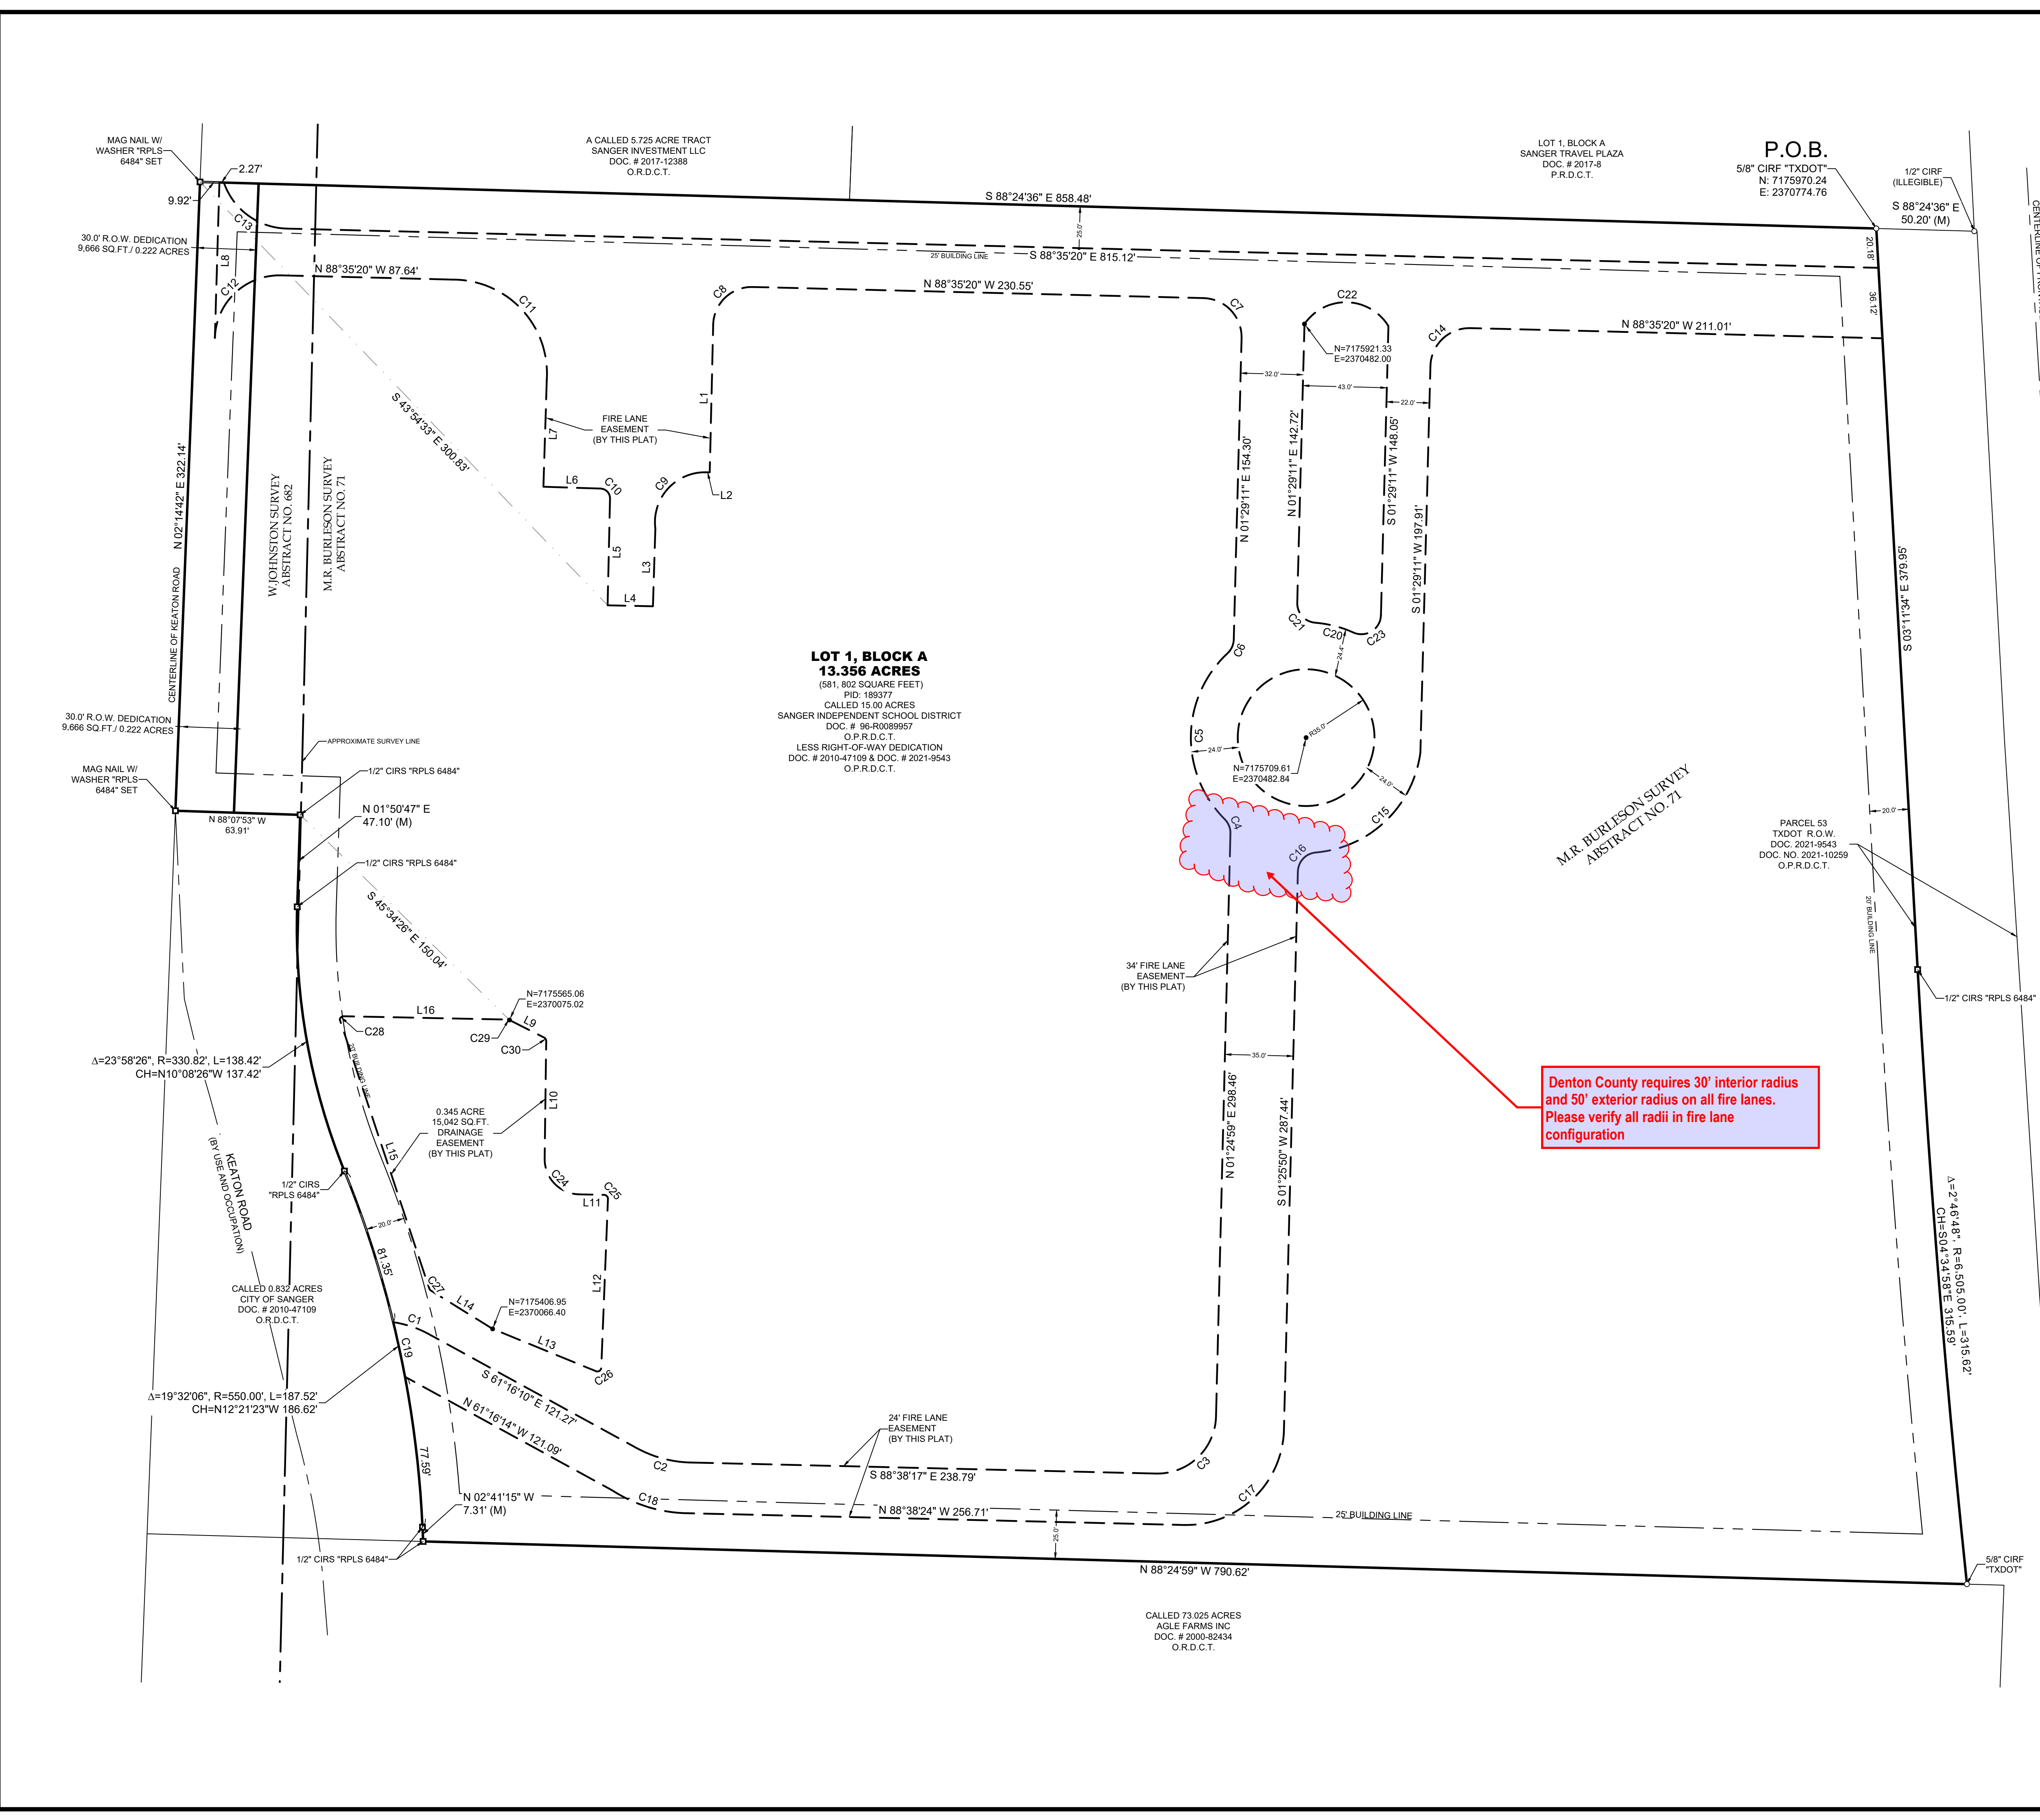 MAG NAIL W/
WASHER "RPLS
6484" SET
2.27'
9.92'
A CALLED 5.725 ACRE TRACT
SANGER INVESTMENT LLC
DOC. # 2017-12388
O.R.D.C.T.
LOT 1, BLOCK A
SANGER TRAVEL PLAZA
DOC. # 2017-8
P.R.D.C.T.
P.O.B.
5/8" CIRF "TXDOT"
N: 7175970.24
E: 2370774.76
1/2" CIRF
(ILLEGIBLE)
S 88°24'36" E
50.20' (M)
S 88°24'36" E 858.48'
25.0'
20.18'
36.12'
30.0' R.O.W. DEDICATION
9,666 SQ.FT./ 0.222 ACRES
C13
L8
C12
N 88°35'20" W 87.64'
25' BUILDING LINE
S 88°35'20" E 815.12'
C11
C8
N 88°35'20" W 230.55'
C7
C22
C14
N 88°35'20" W 211.01'
N=7175921.33
E=2370482.00
32.0'
43.0'
22.0'
S 43°54'33" E 300.83'
FIRE LANE
EASEMENT
(BY THIS PLAT)
L1
L7
L6
C10
C9
L2
L5
L3
L4
N 01°29'11" E 154.30'
N 01°29'11" E 142.72'
S 01°29'11" W 148.05'
S 01°29'11" W 197.91'
N 02°14'42" E 322.14'
CENTERLINE OF KEATON ROAD
W.JOHNSTON SURVEY
ABSTRACT NO. 682
M.R. BURLESON SURVEY
ABSTRACT NO. 71
S 03°11'34" E 379.95'
C21
C20
C23
C6
24.4'
LOT 1, BLOCK A
13.356 ACRES
(581, 802 SQUARE FEET)
PID: 189377
CALLED 15.00 ACRES
SANGER INDEPENDENT SCHOOL DISTRICT
DOC. # 96-R0089957
O.P.R.D.C.T.
LESS RIGHT-OF-WAY DEDICATION
DOC. # 2010-47109 & DOC. # 2021-9543
O.P.R.D.C.T.
30.0' R.O.W. DEDICATION
9,666 SQ.FT./ 0.222 ACRES
APPROXIMATE SURVEY LINE
C5
24.0'
R35.0'
N=7175709.61
E=2370482.84
24.0'
C15
C4
C16
MAG NAIL W/
WASHER "RPLS
6484" SET
1/2" CIRS "RPLS 6484"
N 88°07'53" W
63.91'
N 01°50'47" E
47.10' (M)
1/2" CIRS "RPLS 6484"
M.R. BURLESON SURVEY
ABSTRACT NO. 71
PARCEL 53
TXDOT R.O.W.
DOC. 2021-9543
DOC. NO. 2021-10259
O.P.R.D.C.T.
20.0'
20' BUILDING LINE
S 45°34'26" E 150.04'
34' FIRE LANE
EASEMENT
(BY THIS PLAT)
1/2" CIRS "RPLS 6484"
N=7175565.06
E=2370075.02
L16
C28
C29
L9
C30
20' BUILDING LINE
35.0'
Δ=23°58'26", R=330.82', L=138.42'
CH=N10°08'26"W 137.42'
Denton County requires 30' interior radius
and 50' exterior radius on all fire lanes.
Please verify all radii in fire lane
configuration
L10
0.345 ACRE
15,042 SQ.FT.
DRAINAGE
EASEMENT
(BY THIS PLAT)
L15
N 01°24'59" E 298.46'
S 01°25'50" W 287.44'
KEATON ROAD
(BY USE AND OCCUPATION)
1/2" CIRS
"RPLS 6484"
C24
C25
L11
20.0'
81.35'
L12
Δ=2°46'48", R=6,505.00', L=315.62'
CH=S04°34'58"E 315.59'
CALLED 0.832 ACRES
CITY OF SANGER
DOC. # 2010-47109
O.R.D.C.T.
C27
L14
N=7175406.95
E=2370066.40
L13
C26
C1
C19
S 61°16'10" E 121.27'
N 61°16'14" W 121.09'
Δ=19°32'06", R=550.00', L=187.52'
CH=N12°21'23"W 186.62'
24' FIRE LANE
EASEMENT
(BY THIS PLAT)
C2
S 88°38'17" E 238.79'
C3
77.59'
N 02°41'15" W
7.31' (M)
C18
N 88°38'24" W 256.71'
C17
25' BUILDING LINE
25.0'
1/2" CIRS "RPLS 6484"
N 88°24'59" W 790.62'
5/8" CIRF
"TXDOT"
CALLED 73.025 ACRES
AGLE FARMS INC
DOC. # 2000-82434
O.R.D.C.T.